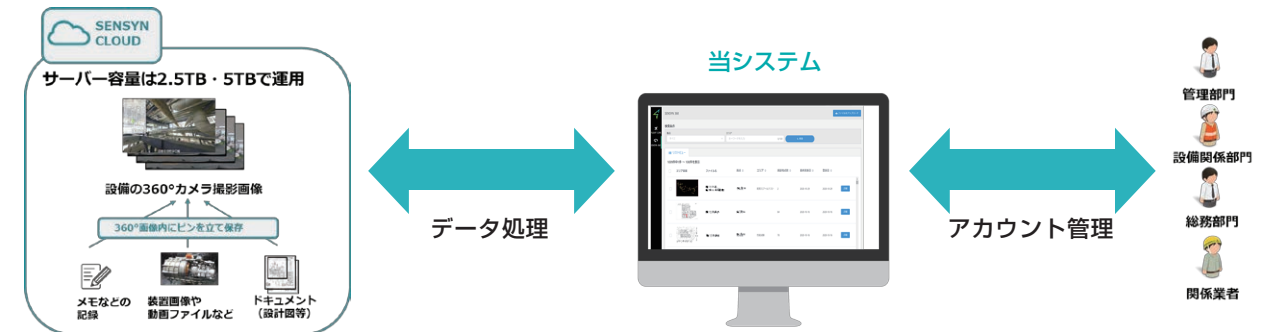 SENSYN
CLOUD
サーバー容量は2.5TB・5TBで運用
設備の360°カメラ撮影画像
360°画像内にピンを立て保存
メモなどの
記録
装置画像や
動画ファイルなど
ドキュメント
(設計図等)
データ処理
当システム
アカウント管理
管理部門
設備関係部門
総務部門
関係業者